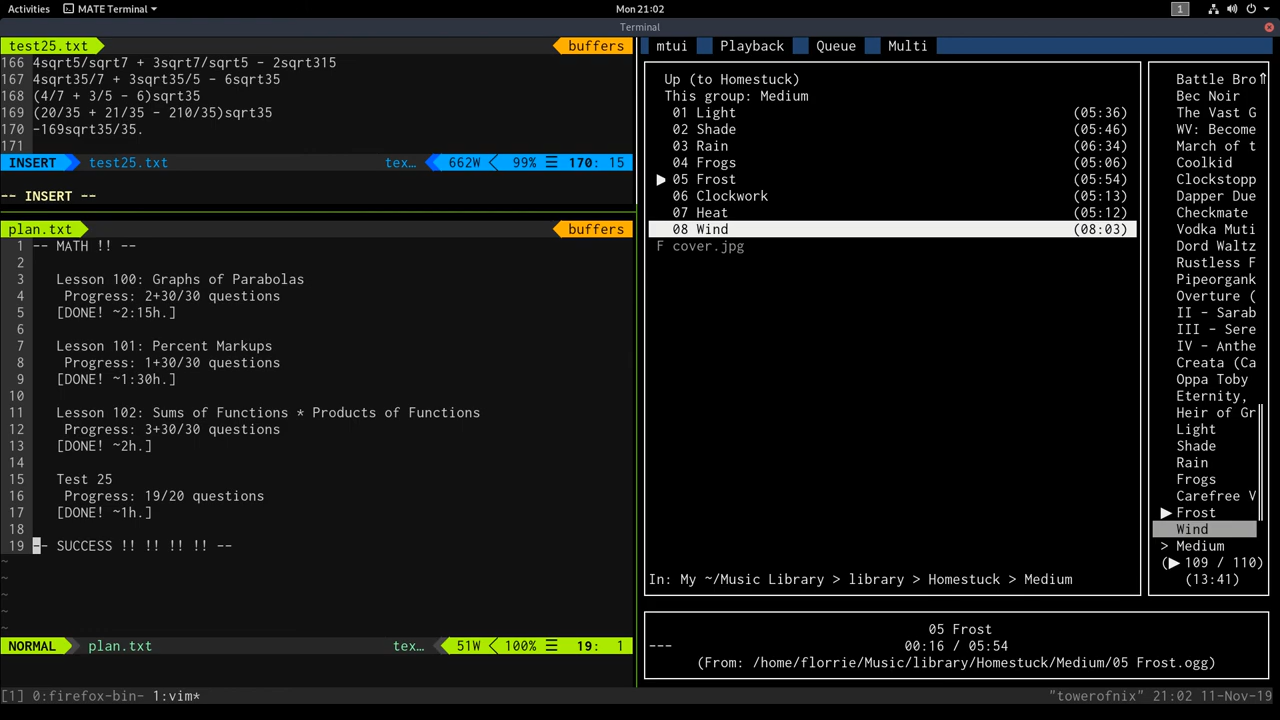 Activities MATE Terminal Mon 21:02 1
Terminal
test25.txt buffers
166 4sqrt5/sqrt7 + 3sqrt7/sqrt5 - 2sqrt315
167 4sqrt35/7 + 3sqrt35/5 - 6sqrt35
168 (4/7 + 3/5 - 6)sqrt35
169 (20/35 + 21/35 - 210/35)sqrt35
170 -169sqrt35/35.
171
INSERT test25.txt tex… 662W 99% ☰ 170: 15
-- INSERT --
plan.txt buffers
1 -- MATH !! --
2
3 Lesson 100: Graphs of Parabolas
4 Progress: 2+30/30 questions
5 [DONE! ~2:15h.]
6
7 Lesson 101: Percent Markups
8 Progress: 1+30/30 questions
9 [DONE! ~1:30h.]
10
11 Lesson 102: Sums of Functions * Products of Functions
12 Progress: 3+30/30 questions
13 [DONE! ~2h.]
14
15 Test 25
16 Progress: 19/20 questions
17 [DONE! ~1h.]
18
19 -- SUCCESS !! !! !! !! --
~
~
~
~
~
NORMAL plan.txt tex… 51W 100% ☰ 19: 1
mtui Playback Queue Multi
Up (to Homestuck)
This group: Medium
01 Light (05:36)
02 Shade (05:46)
03 Rain (06:34)
04 Frogs (05:06)
▶ 05 Frost (05:54)
06 Clockwork (05:13)
07 Heat (05:12)
08 Wind (08:03)
F cover.jpg
In: My ~/Music Library > library > Homestuck > Medium
Battle Bro⇑
Bec Noir
The Vast G
WV: Become
March of t
Coolkid
Clockstopp
Dapper Due
Checkmate
Vodka Muti
Dord Waltz
Rustless F
Pipeorgank
Overture (
II - Sarab
III - Sere
IV - Anthe
Creata (Ca
Oppa Toby
Eternity,
Heir of Gr
Light
Shade
Rain
Frogs
Carefree V
▶ Frost
Wind
> Medium
(▶ 109 / 110)
(13:41)
05 Frost
--- 00:16 / 05:54
(From: /home/florrie/Music/library/Homestuck/Medium/05 Frost.ogg)
[1] 0:firefox-bin- 1:vim* "towerofnix" 21:02 11-Nov-19